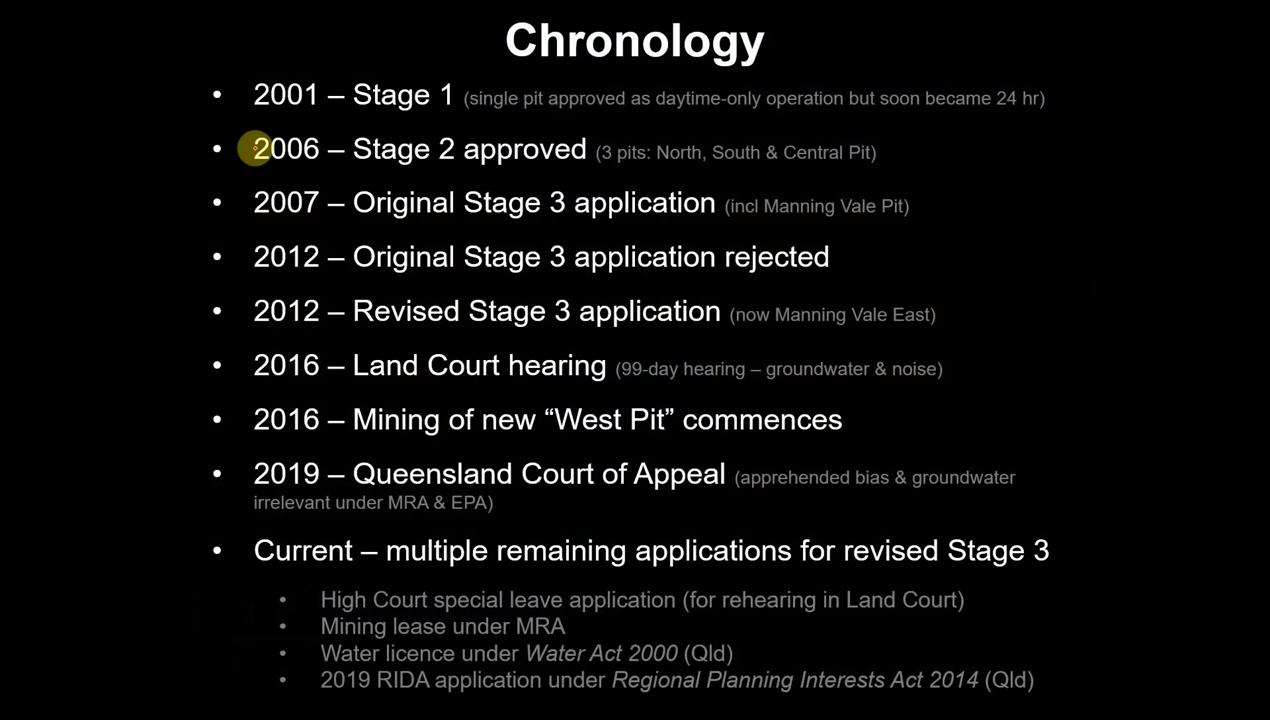 Chronology
• 2001 – Stage 1 (single pit approved as daytime-only operation but soon became 24 hr)
• 2006 – Stage 2 approved (3 pits: North, South & Central Pit)
• 2007 – Original Stage 3 application (incl Manning Vale Pit)
• 2012 – Original Stage 3 application rejected
• 2012 – Revised Stage 3 application (now Manning Vale East)
• 2016 – Land Court hearing (99-day hearing – groundwater & noise)
• 2016 – Mining of new “West Pit” commences
• 2019 – Queensland Court of Appeal (apprehended bias & groundwater
irrelevant under MRA & EPA)
• Current – multiple remaining applications for revised Stage 3
• High Court special leave application (for rehearing in Land Court)
• Mining lease under MRA
• Water licence under Water Act 2000 (Qld)
• 2019 RIDA application under Regional Planning Interests Act 2014 (Qld)